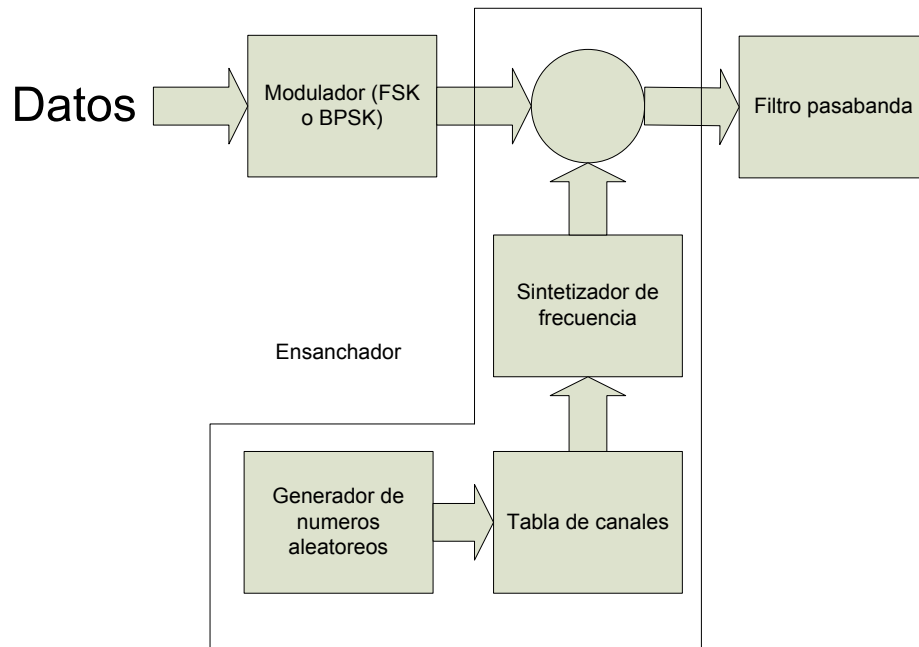 Datos
Modulador (FSK
o BPSK)
Filtro pasabanda
Sintetizador de
frecuencia
Ensanchador
Generador de
numeros
aleatoreos
Tabla de canales